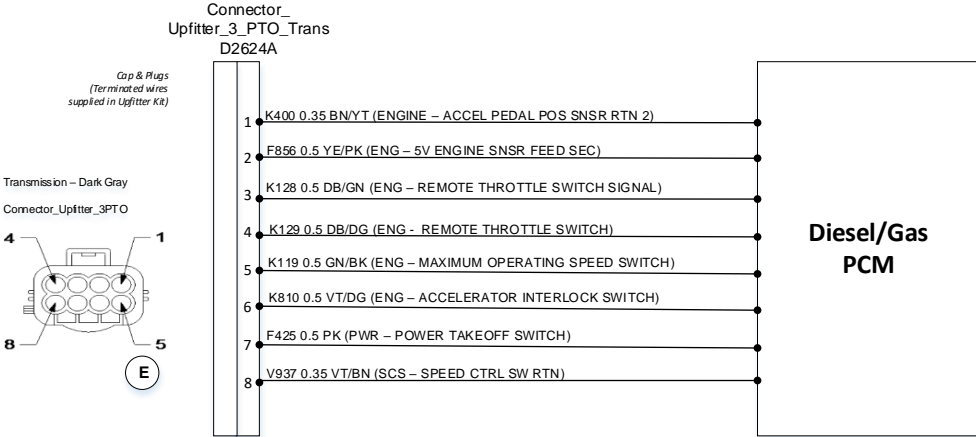 Connector_
Upfitter_3_PTO_Trans
D2624A
Cap & Plugs
(Terminated wires
supplied in Upfitter Kit)
1 K400 0.35 BN/YT (ENGINE – ACCEL PEDAL POS SNSR RTN 2)
2 F856 0.5 YE/PK (ENG – 5V ENGINE SNSR FEED SEC)
3 K128 0.5 DB/GN (ENG – REMOTE THROTTLE SWITCH SIGNAL)
4 K129 0.5 DB/DG (ENG - REMOTE THROTTLE SWITCH)
5 K119 0.5 GN/BK (ENG – MAXIMUM OPERATING SPEED SWITCH)
6 K810 0.5 VT/DG (ENG – ACCELERATOR INTERLOCK SWITCH)
7 F425 0.5 PK (PWR – POWER TAKEOFF SWITCH)
8 V937 0.35 VT/BN (SCS – SPEED CTRL SW RTN)
Transmission – Dark Gray
Connector_Upfitter_3PTO
4 1
8 5
E
Diesel/Gas
PCM